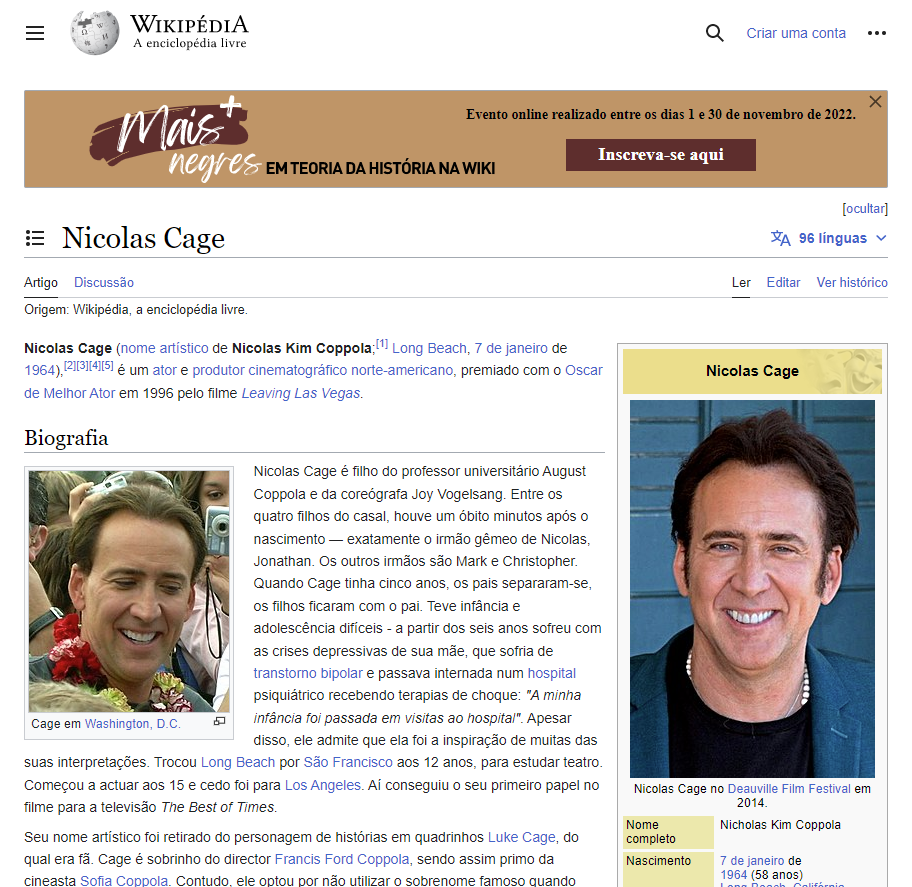 WIKIPÉDIA
A enciclopédia livre
Criar uma conta
Mais+
negres
EM TEORIA DA HISTÓRIA NA WIKI
Evento online realizado entre os dias 1 e 30 de novembro de 2022.
Inscreva-se aqui
[ocultar]
Nicolas Cage
96 línguas
Artigo
Discussão
Ler
Editar
Ver histórico
Origem: Wikipédia, a enciclopédia livre.
Nicolas Cage (nome artístico de Nicolas Kim Coppola;[1] Long Beach, 7 de janeiro de
1964),[2][3][4][5] é um ator e produtor cinematográfico norte-americano, premiado com o Oscar
de Melhor Ator em 1996 pelo filme Leaving Las Vegas.
Biografia
Cage em Washington, D.C.
Nicolas Cage é filho do professor universitário August
Coppola e da coreógrafa Joy Vogelsang. Entre os
quatro filhos do casal, houve um óbito minutos após o
nascimento — exatamente o irmão gêmeo de Nicolas,
Jonathan. Os outros irmãos são Mark e Christopher.
Quando Cage tinha cinco anos, os pais separaram-se,
os filhos ficaram com o pai. Teve infância e
adolescência difíceis - a partir dos seis anos sofreu com
as crises depressivas de sua mãe, que sofria de
transtorno bipolar e passava internada num hospital
psiquiátrico recebendo terapias de choque: "A minha
infância foi passada em visitas ao hospital". Apesar
disso, ele admite que ela foi a inspiração de muitas das
suas interpretações. Trocou Long Beach por São Francisco aos 12 anos, para estudar teatro.
Começou a actuar aos 15 e cedo foi para Los Angeles. Aí conseguiu o seu primeiro papel no
filme para a televisão The Best of Times.
Seu nome artístico foi retirado do personagem de histórias em quadrinhos Luke Cage, do
qual era fã. Cage é sobrinho do director Francis Ford Coppola, sendo assim primo da
cineasta Sofia Coppola. Contudo, ele optou por não utilizar o sobrenome famoso quando
Nicolas Cage
Nicolas Cage no Deauville Film Festival em
2014.
Nome
completo
Nicholas Kim Coppola
Nascimento
7 de janeiro de
1964 (58 anos)
Long Beach, Califórnia